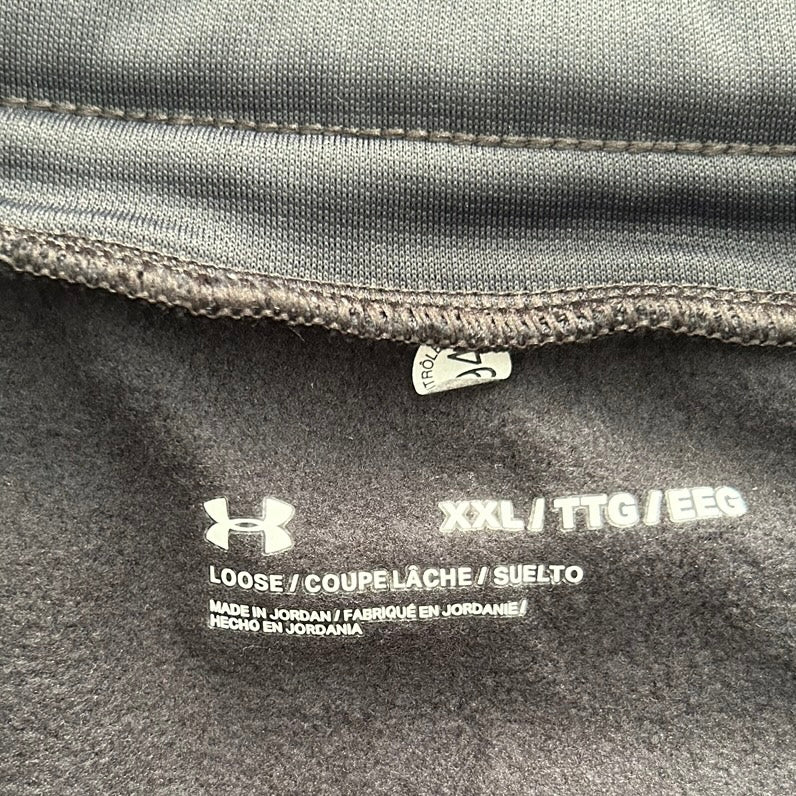 XXL / TTG / EEG
LOOSE / COUPE LÂCHE / SUELTO
MADE IN JORDAN / FABRIQUÉ EN JORDANIE /
HECHO EN JORDANIA